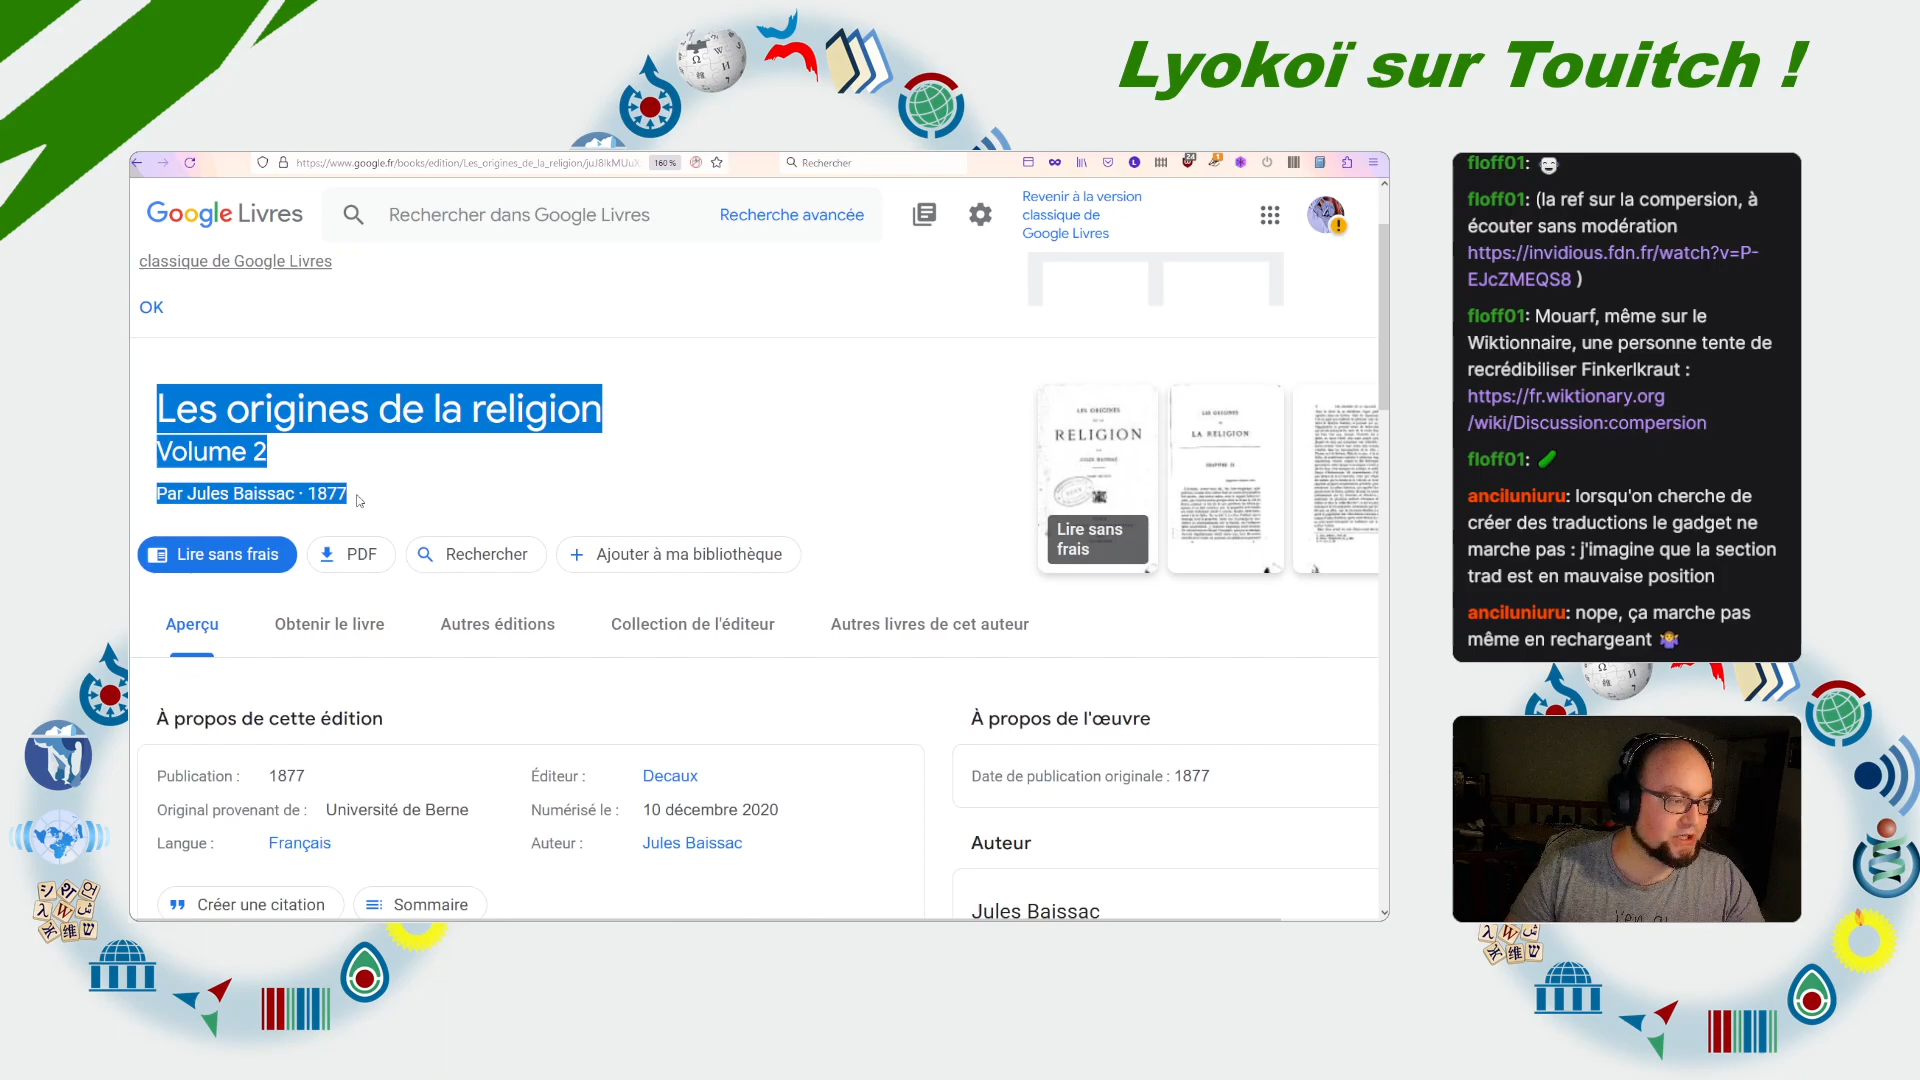 Lyokoï sur Touitch !
https://www.google.fr/books/edition/Les_origines_de_la_religion/juJ8lkMUuX
160 %
Rechercher
Google Livres
Rechercher dans Google Livres
Recherche avancée
Revenir à la version
classique de
Google Livres
classique de Google Livres
OK
Les origines de la religion
Volume 2
Par Jules Baissac · 1877
LES ORIGINES
RELIGION
JULES BAISSAC
Lire sans
frais
LES ORIGINES
LA RELIGION
CHAPITRE II
Lire sans frais
PDF
Rechercher
Ajouter à ma bibliothèque
Aperçu
Obtenir le livre
Autres éditions
Collection de l'éditeur
Autres livres de cet auteur
À propos de cette édition
Publication : 1877
Éditeur : Decaux
Original provenant de : Université de Berne
Numérisé le : 10 décembre 2020
Langue : Français
Auteur : Jules Baissac
Créer une citation
Sommaire
À propos de l'œuvre
Date de publication originale : 1877
Auteur
Jules Baissac
floff01:
floff01: (la ref sur la compersion, à
écouter sans modération
https://invidious.fdn.fr/watch?v=P-
EJcZMEQS8 )
floff01: Mouarf, même sur le
Wiktionnaire, une personne tente de
recrédibiliser Finkerlkraut :
https://fr.wiktionary.org
/wiki/Discussion:compersion
floff01:
anciluniuru: lorsqu'on cherche de
créer des traductions le gadget ne
marche pas : j'imagine que la section
trad est en mauvaise position
anciluniuru: nope, ça marche pas
même en rechargeant